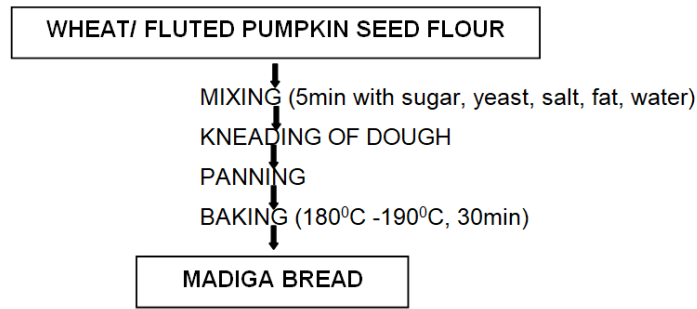 WHEAT/ FLUTED PUMPKIN SEED FLOUR
MIXING (5min with sugar, yeast, salt, fat, water)
KNEADING OF DOUGH
PANNING
BAKING (180⁰C -190⁰C, 30min)
MADIGA BREAD